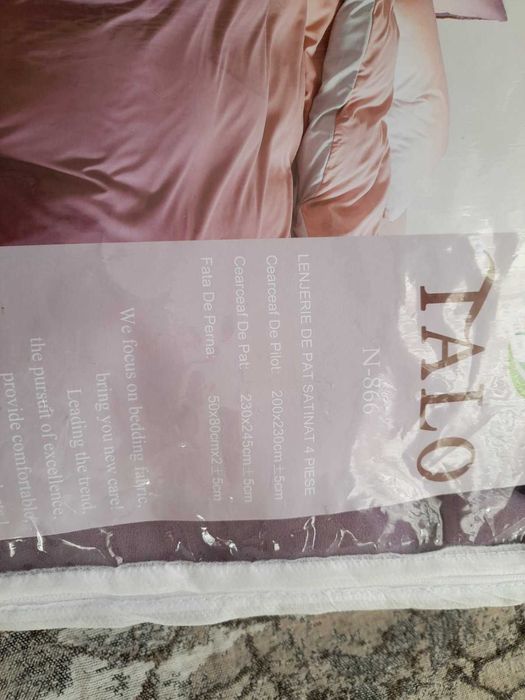 TALO
N-866
LENJERIE DE PAT SATINAT 4 PIESE
Cearceaf De Pilot: 200x230cm±5cm
Cearceaf De Pat: 230x245cm±5cm
Fata De Perna: 50x80cmx2±5cm
We focus on bedding fabric,
bring you new care!
Leading the trend,
the pursuit of excellence,
provide comfortable